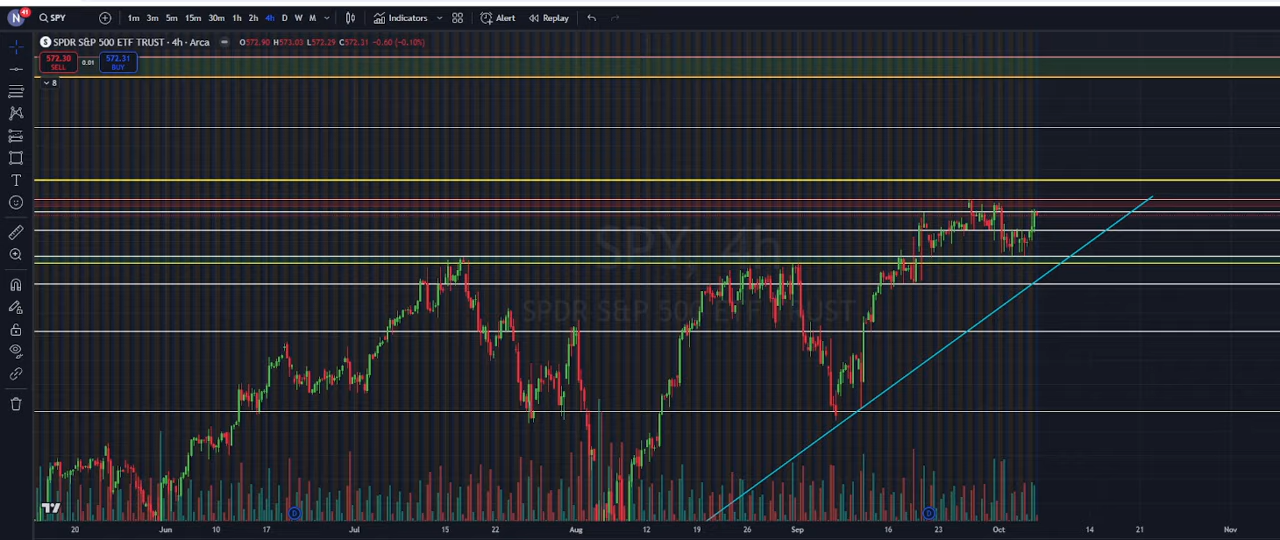 N 41 SPY 1m 3m 5m 15m 30m 1h 2h 4h D W M Indicators Alert Replay
S SPDR S&P 500 ETF TRUST · 4h · Arca O572.90 H573.03 L572.29 C572.31 −0.60 (−0.10%)
572.30 SELL 0.01 572.31 BUY
8
T
SPY, 4h
SPDR S&P 500 ETF TRUST
D D
20 Jun 10 17 Jul 15 22 Aug 12 19 26 Sep 16 23 Oct 14 21 Nov